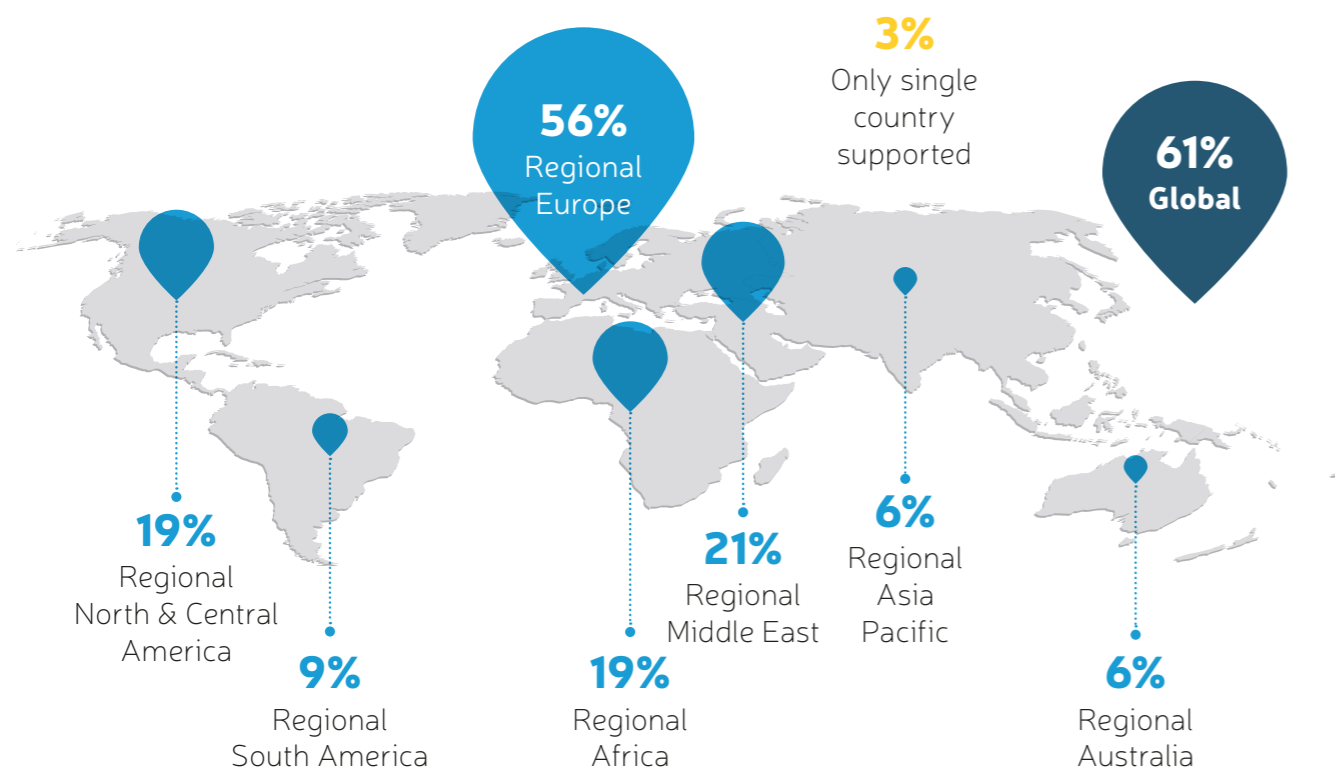 3%
Only single
country
supported
56%
Regional
Europe
61%
Global
19%
Regional
North & Central
America
9%
Regional
South America
19%
Regional
Africa
21%
Regional
Middle East
6%
Regional
Asia
Pacific
6%
Regional
Australia